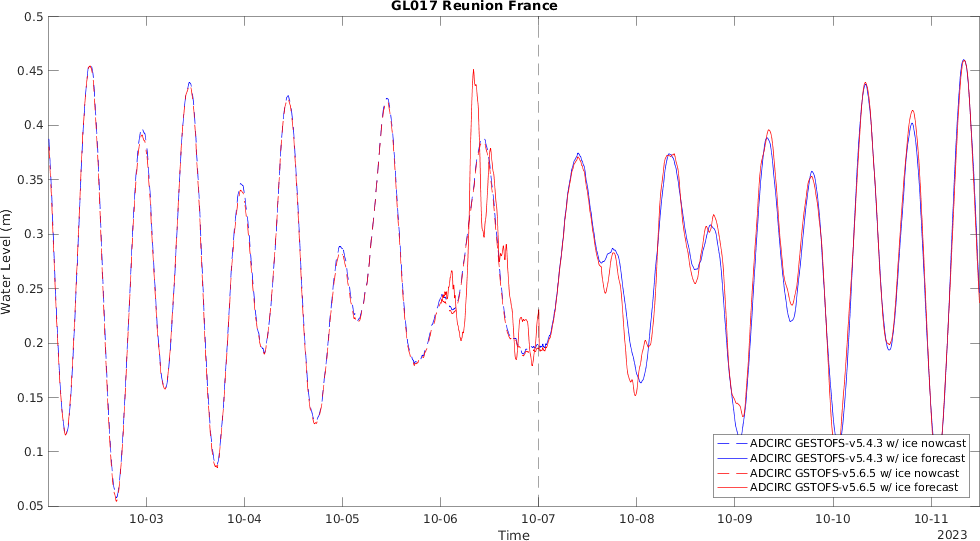 GL017 Reunion France
0.5
0.45
0.4
0.35
0.3
0.25
0.2
0.15
0.1
0.05
Water Level (m)
10-03
10-04
10-05
10-06
10-07
10-08
10-09
10-10
10-11
Time
2023
ADCIRC GESTOFS-v5.4.3 w/ ice nowcast
ADCIRC GESTOFS-v5.4.3 w/ ice forecast
ADCIRC GSTOFS-v5.6.5 w/ ice nowcast
ADCIRC GSTOFS-v5.6.5 w/ ice forecast